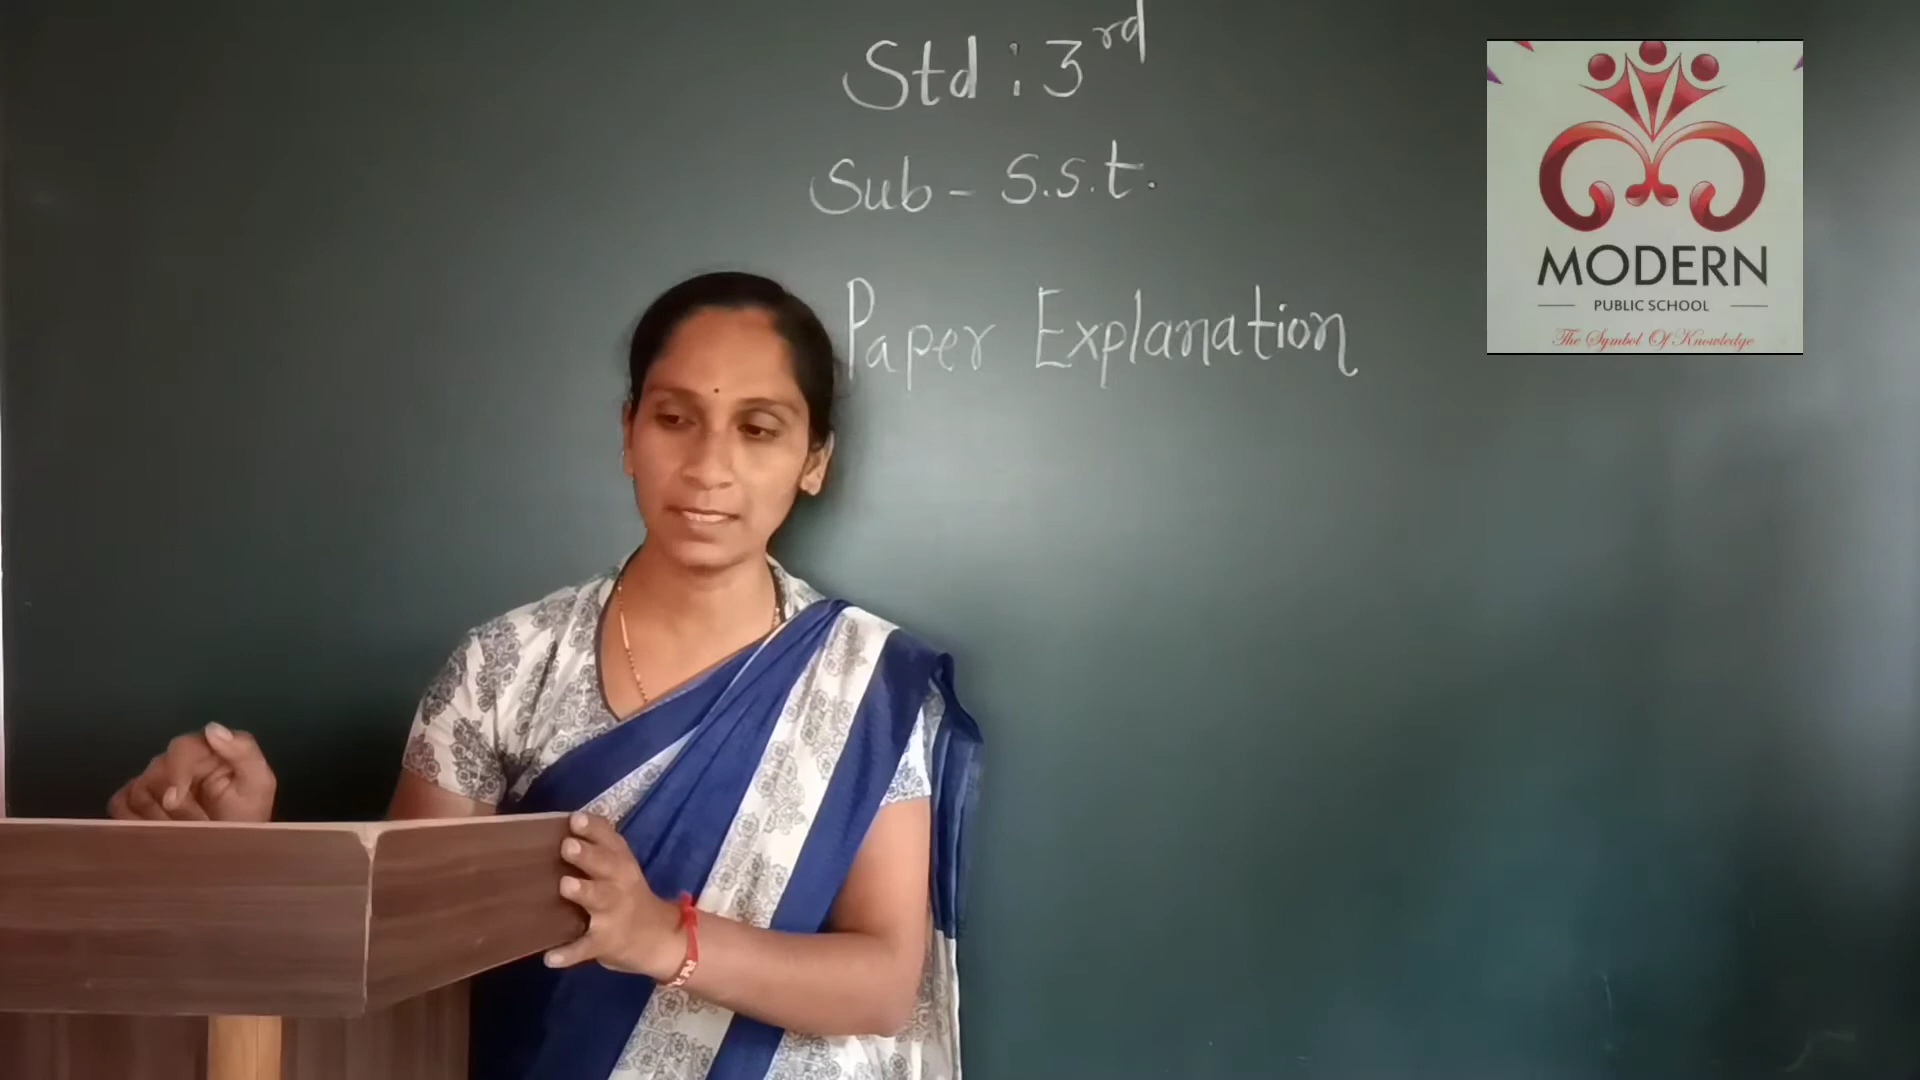 Std : 3rd
Sub - S.s.t.
Paper Explanation
MODERN
PUBLIC SCHOOL
The Symbol Of Knowledge